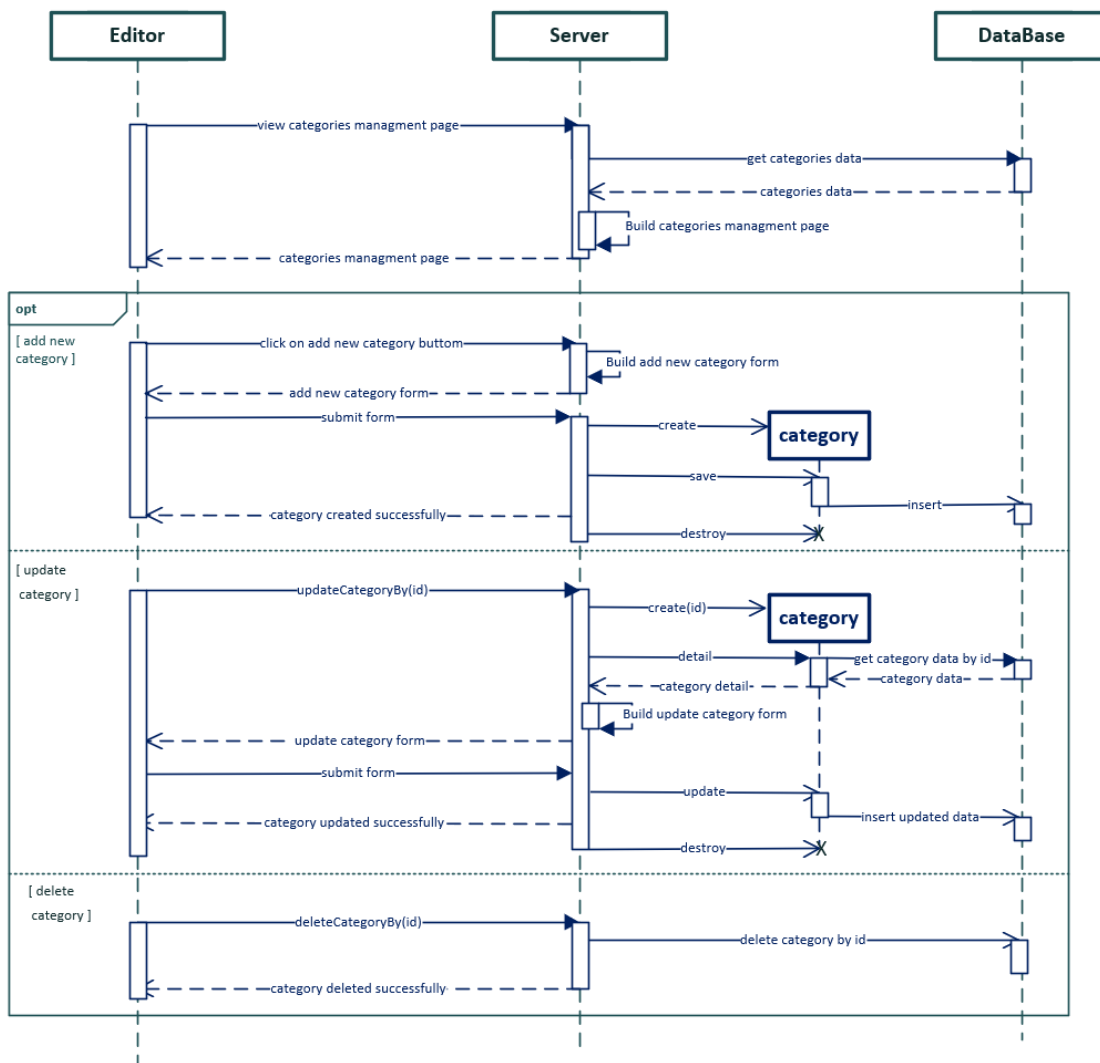 Editor
Server
DataBase
view categories managment page
get categories data
categories data
Build categories managment page
categories managment page
opt
[ add new
category ]
click on add new category buttom
Build add new category form
add new category form
submit form
create
category
save
insert
category created successfully
destroy
X
[ update
category ]
updateCategoryBy(id)
create(id)
category
detail
get category data by id
category data
category detail
Build update category form
update category form
submit form
update
insert updated data
category updated successfully
destroy
X
[ delete
category ]
deleteCategoryBy(id)
delete category by id
category deleted successfully